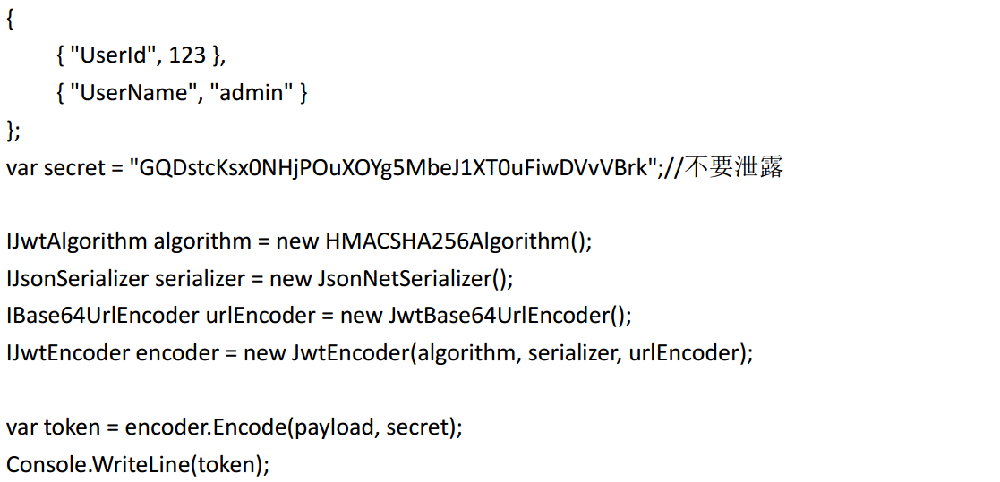 {
{ "UserId", 123 },
{ "UserName", "admin" }
};
var secret = "GQDstcKsx0NHjPOuXOYg5MbeJ1XT0uFiwDVvVBrk";//不要泄露
IJwtAlgorithm algorithm = new HMACSHA256Algorithm();
IJsonSerializer serializer = new JsonNetSerializer();
IBase64UrlEncoder urlEncoder = new JwtBase64UrlEncoder();
IJwtEncoder encoder = new JwtEncoder(algorithm, serializer, urlEncoder);
var token = encoder.Encode(payload, secret);
Console.WriteLine(token);